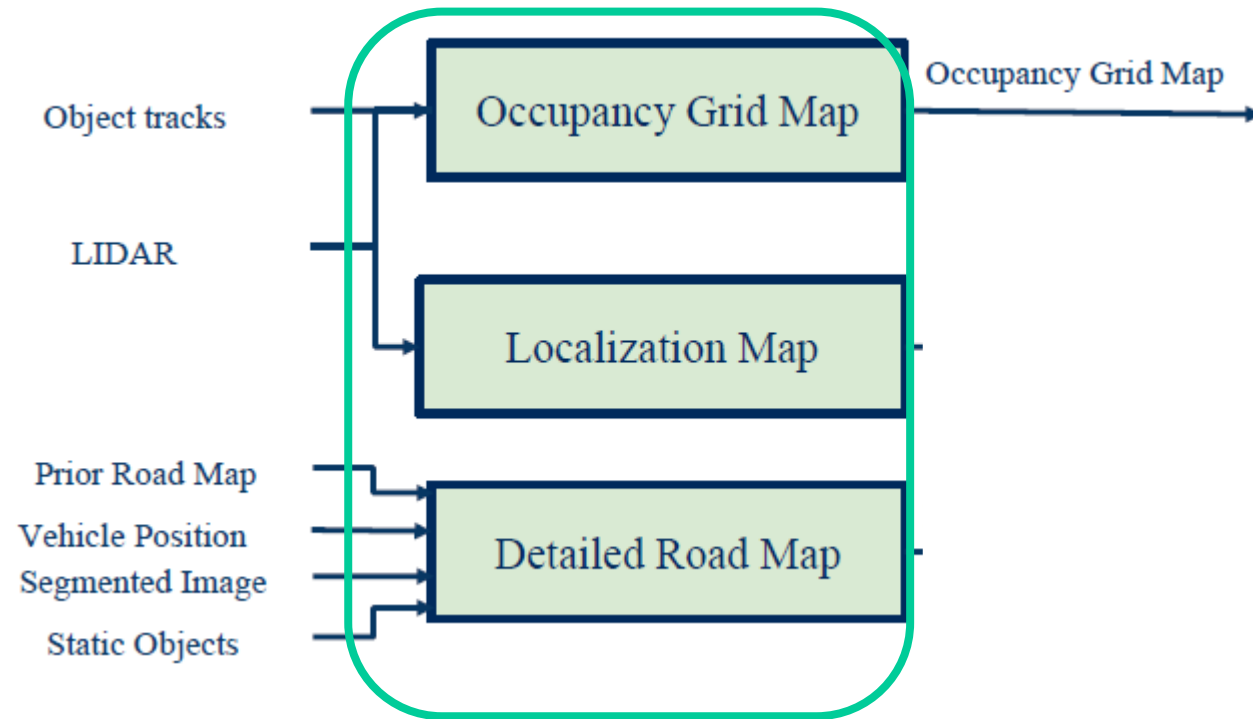 Occupancy Grid Map
Object tracks
Occupancy Grid Map
LIDAR
Localization Map
Prior Road Map
Vehicle Position
Segmented Image
Static Objects
Detailed Road Map